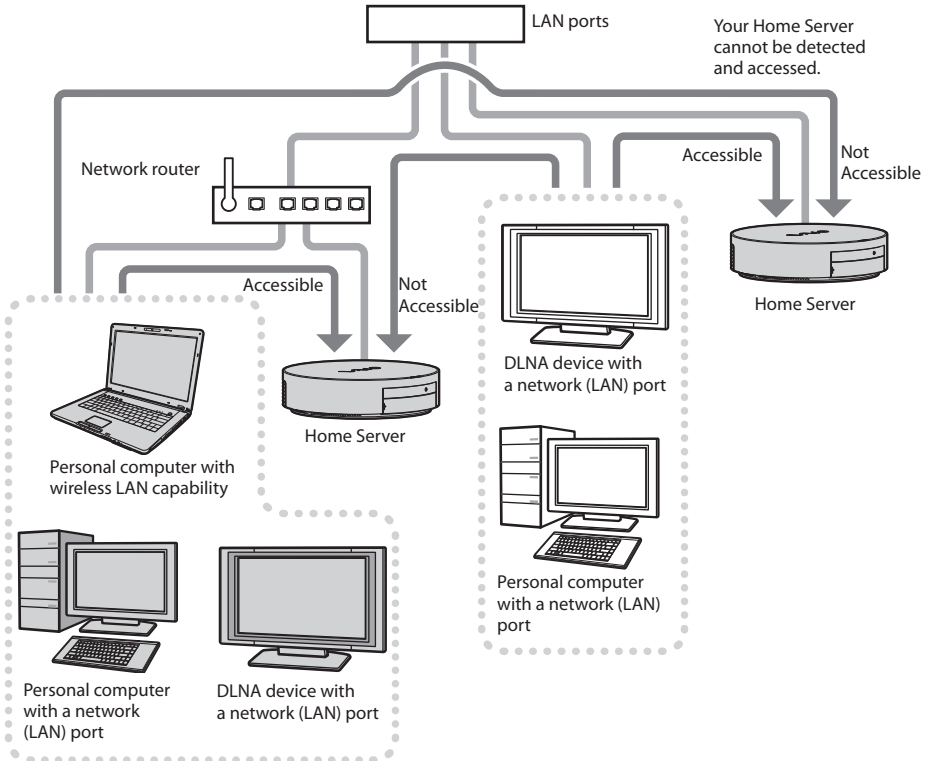 LAN ports
Your Home Server
cannot be detected
and accessed.
Network router
Accessible
Not
Accessible
Home Server
Accessible
Not
Accessible
Home Server
DLNA device with
a network (LAN) port
Personal computer with
wireless LAN capability
Personal computer
with a network (LAN)
port
Personal computer
with a network
(LAN) port
DLNA device with
a network (LAN) port